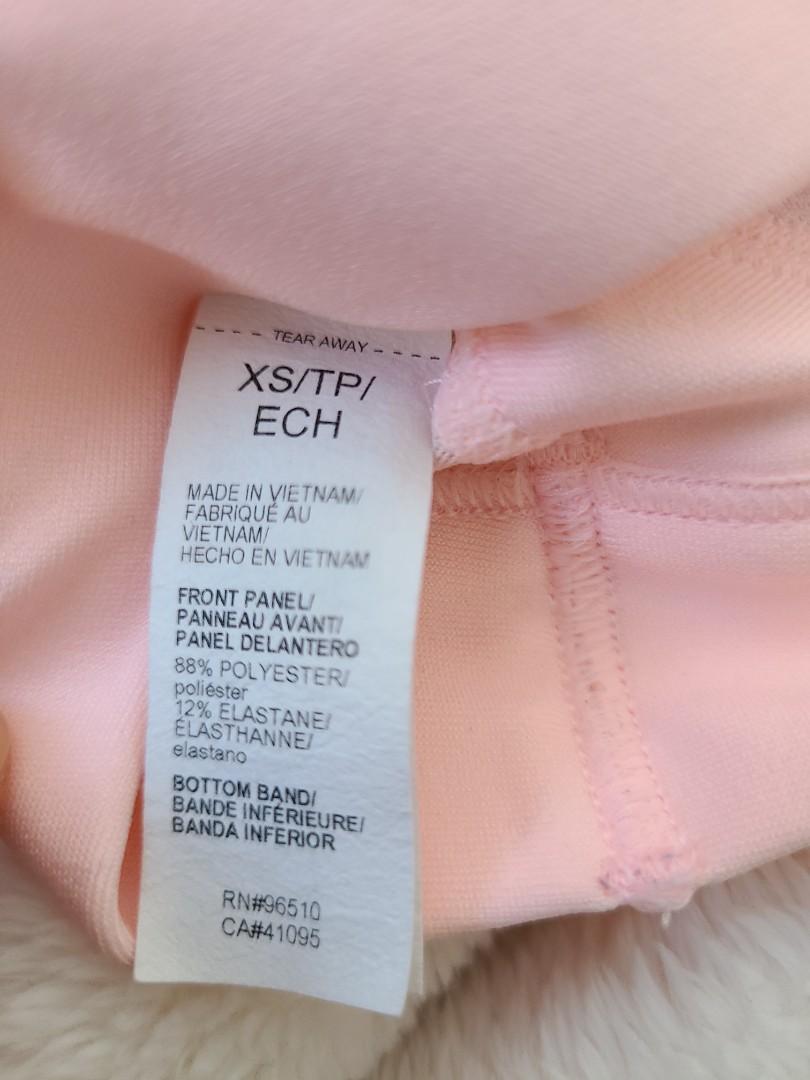 TEAR AWAY
XS/TP/
ECH
MADE IN VIETNAM/
FABRIQUÉ AU
VIETNAM/
HECHO EN VIETNAM
FRONT PANEL/
PANNEAU AVANT/
PANEL DELANTERO
88% POLYESTER/
poliéster
12% ELASTANE/
ÉLASTHANNE/
elastano
BOTTOM BAND/
BANDE INFÉRIEURE/
BANDA INFERIOR
RN#96510
CA#41095